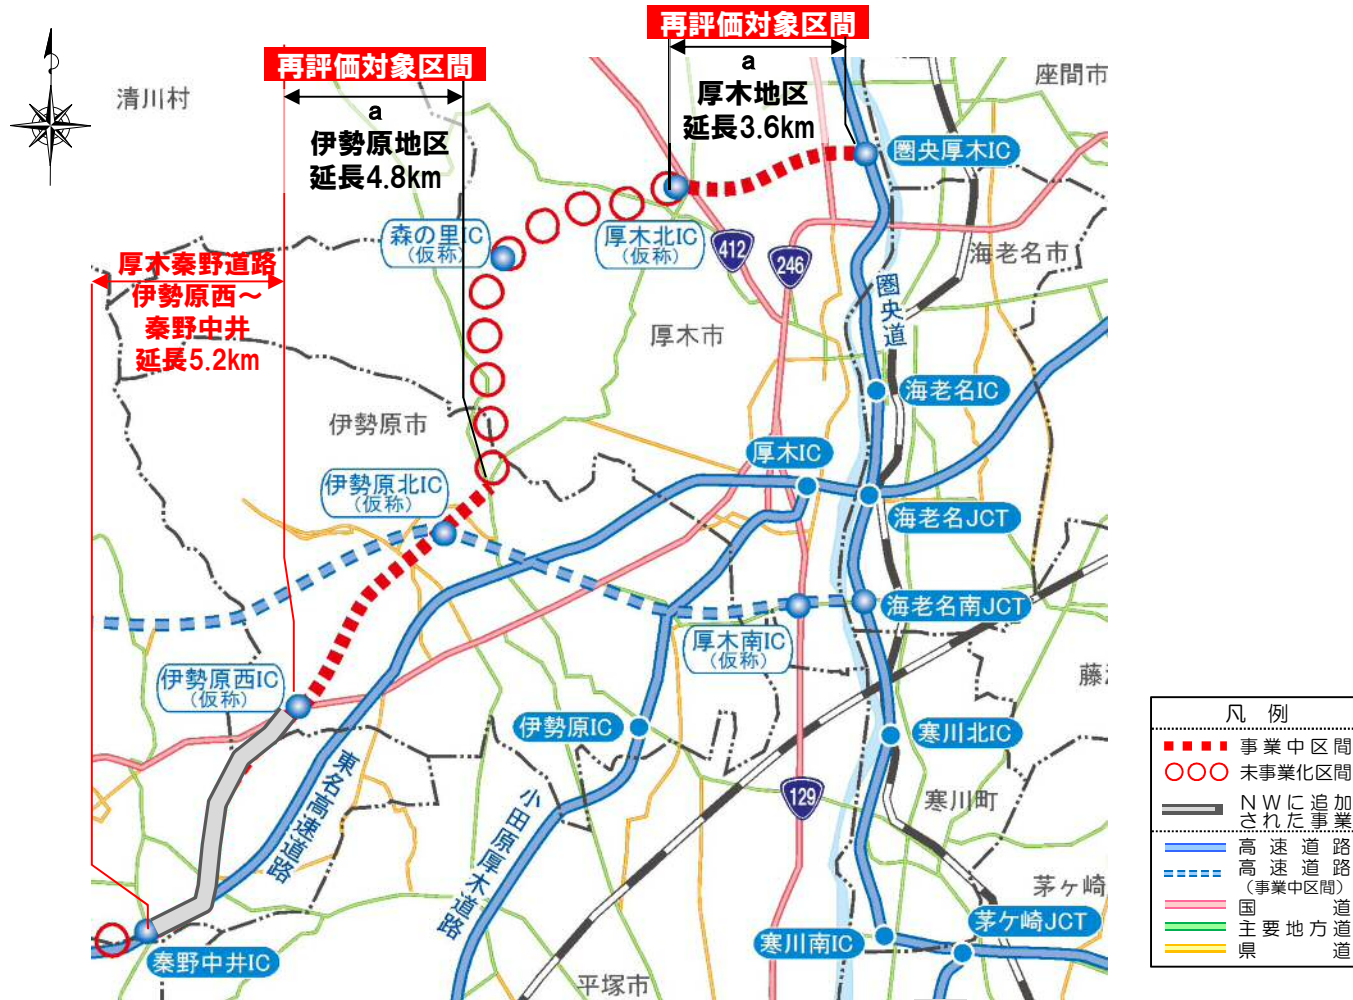 再評価対象区間
a
厚木地区
延長3.6km
再評価対象区間
a
伊勢原地区
延長4.8km
清川村
座間市
圏央厚木IC
森の里IC
(仮称)
厚木北IC
(仮称)
412
246
海老名市
厚木秦野道路
伊勢原西～
秦野中井
延長5.2km
圏央道
厚木市
海老名IC
伊勢原市
厚木IC
伊勢原北IC
(仮称)
海老名JCT
海老名南JCT
厚木南IC
(仮称)
伊勢原西IC
(仮称)
伊勢原IC
寒川北IC
東名高速道路
小田原厚木道路
129
寒川町
茅ヶ崎
茅ケ崎JCT
寒川南IC
秦野中井IC
平塚市
凡 例
事業中区間
未事業化区間
NWに追加
された事業
高速道路
高速道路
(事業中区間)
国道
主要地方道
県道